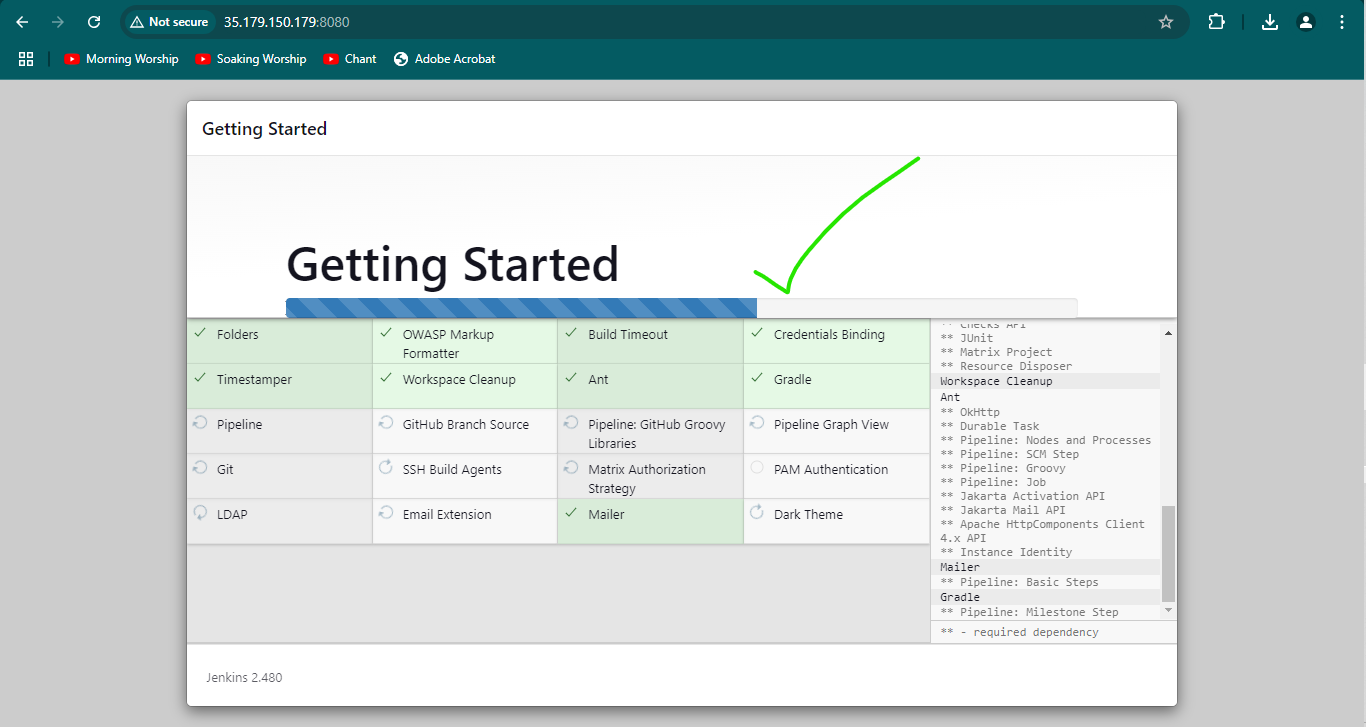 Not secure 35.179.150.179:8080
Morning Worship Soaking Worship Chant Adobe Acrobat
Getting Started
Getting Started
Folders
OWASP Markup
Formatter
Build Timeout
Credentials Binding
Timestamper
Workspace Cleanup
Ant
Gradle
Pipeline
GitHub Branch Source
Pipeline: GitHub Groovy
Libraries
Pipeline Graph View
Git
SSH Build Agents
Matrix Authorization
Strategy
PAM Authentication
LDAP
Email Extension
Mailer
Dark Theme
** Checks API
** JUnit
** Matrix Project
** Resource Disposer
Workspace Cleanup
Ant
** OkHttp
** Durable Task
** Pipeline: Nodes and Processes
** Pipeline: SCM Step
** Pipeline: Groovy
** Pipeline: Job
** Jakarta Activation API
** Jakarta Mail API
** Apache HttpComponents Client
4.x API
** Instance Identity
Mailer
** Pipeline: Basic Steps
Gradle
** Pipeline: Milestone Step
** - required dependency
Jenkins 2.480